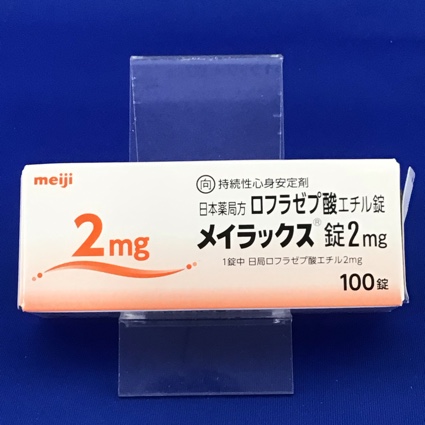 meiji
2mg
向 持続性心身安定剤
日本薬局方 ロフラゼプ酸エチル錠
メイラックス® 錠2mg
1錠中 日局ロフラゼプ酸エチル2mg
100錠